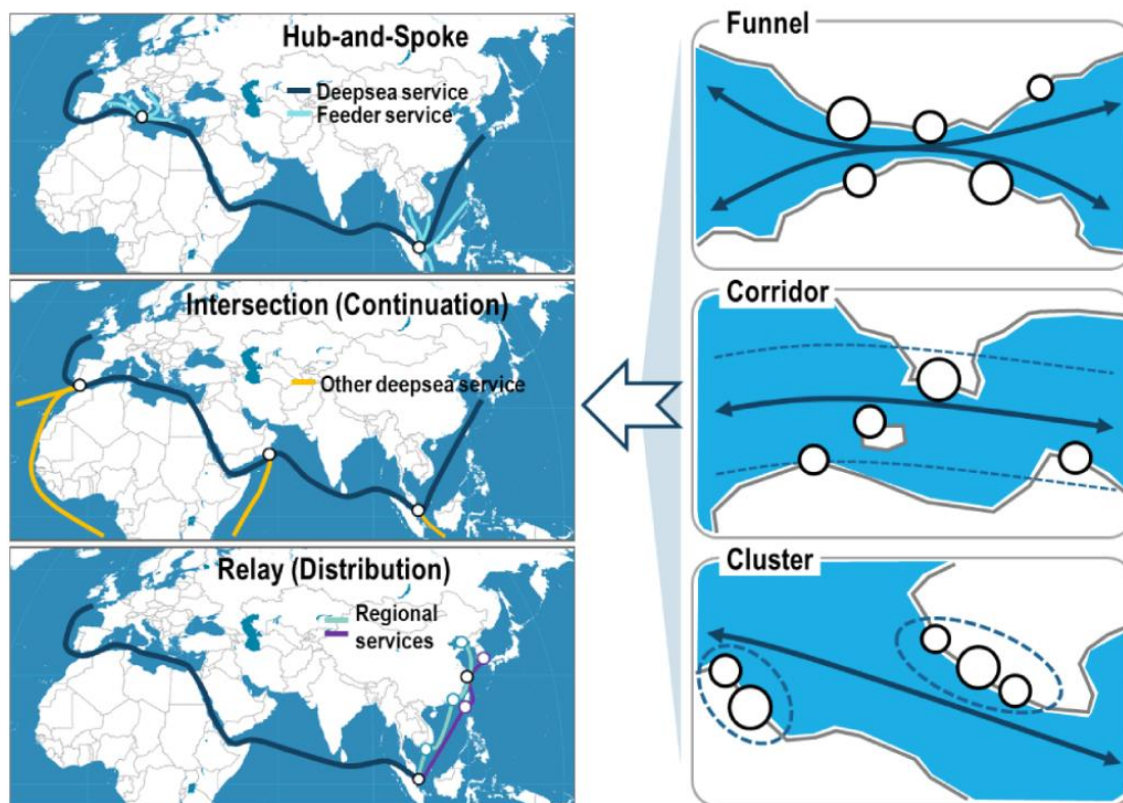 Hub-and-Spoke
Deepsea service
Feeder service
Intersection (Continuation)
Other deepsea service
Relay (Distribution)
Regional
services
Funnel
Corridor
Cluster